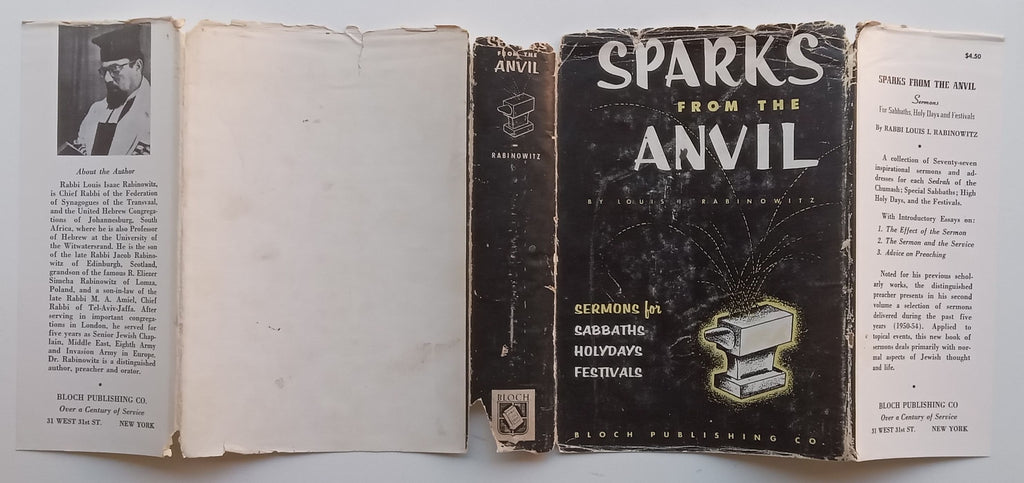 About the Author
Rabbi Louis Isaac Rabinowitz,
is Chief Rabbi of the Federation
of Synagogues of the Transvaal,
and the United Hebrew Congrega-
tions of Johannesburg, South
Africa, where he is also Professor
of Hebrew at the University of
the Witwatersrand. He is the son
of the late Rabbi Jacob Rabino-
witz of Edinburgh, Scotland,
grandson of the famous R. Eliezer
Simcha Rabinowitz of Lomza,
Poland, and a son-in-law of the
late Rabbi M. A. Amiel, Chief
Rabbi of Tel-Aviv-Jaffa. After
serving in important congrega-
tions in London, he served for
five years as Senior Jewish Chap-
lain, Middle East, Eighth Army
and Invasion Army in Europe.
Dr. Rabinowitz is a distinguished
author, preacher and orator.
BLOCH PUBLISHING CO.
Over a Century of Service
31 WEST 31st ST. NEW YORK
SPARKS
FROM THE
ANVIL
RABINOWITZ
BLOCH
SPARKS
FROM THE
ANVIL
BY LOUIS I. RABINOWITZ
SERMONS for
SABBATHS
HOLYDAYS
FESTIVALS
BLOCH PUBLISHING CO.
$4.50
SPARKS FROM THE ANVIL
Sermons
For Sabbaths, Holy Days and Festivals
By RABBI LOUIS I. RABINOWITZ
A collection of Seventy-seven
inspirational sermons and ad-
dresses for each Sedrah of the
Chumash; Special Sabbaths; High
Holy Days, and the Festivals.
With Introductory Essays on:
1. The Effect of the Sermon
2. The Sermon and the Service
3. Advice on Preaching
Noted for his previous schol-
arly works, the distinguished
preacher presents in his second
volume a selection of sermons
delivered during the past five
years (1950-54). Applied to
topical events, this new book of
sermons deals primarily with nor-
mal aspects of Jewish thought
and life.
BLOCH PUBLISHING CO
Over a Century of Service
31 WEST 31st ST. NEW YORK